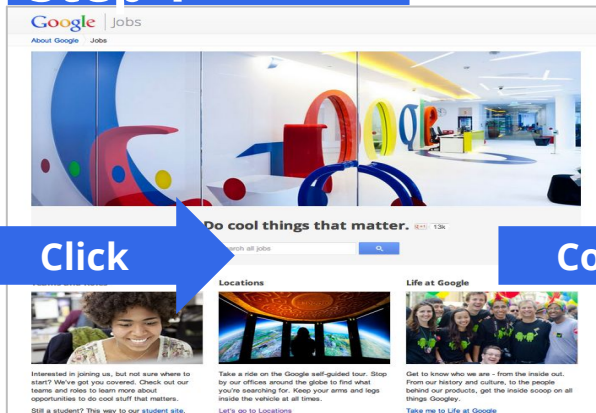 Google Jobs
About Google Jobs
Google
Do cool things that matter.
13k
all jobs
Click
Co
Locations
Life at Google
Interested in joining us, but not sure where to
start? We've got you covered. Check out our
teams and roles to learn more about
opportunities to do cool stuff that matters.
Still a student? This way to our student site.
Take a ride on the Google self-guided tour. Stop
by our offices around the globe to find what
you're searching for. Keep your arms and legs
inside the vehicle at all times.
Let's go to Locations
Get to know who we are - from the inside out.
From our history and culture, to the people
behind our products, get the inside scoop on all
things Googley.
Take me to Life at Google